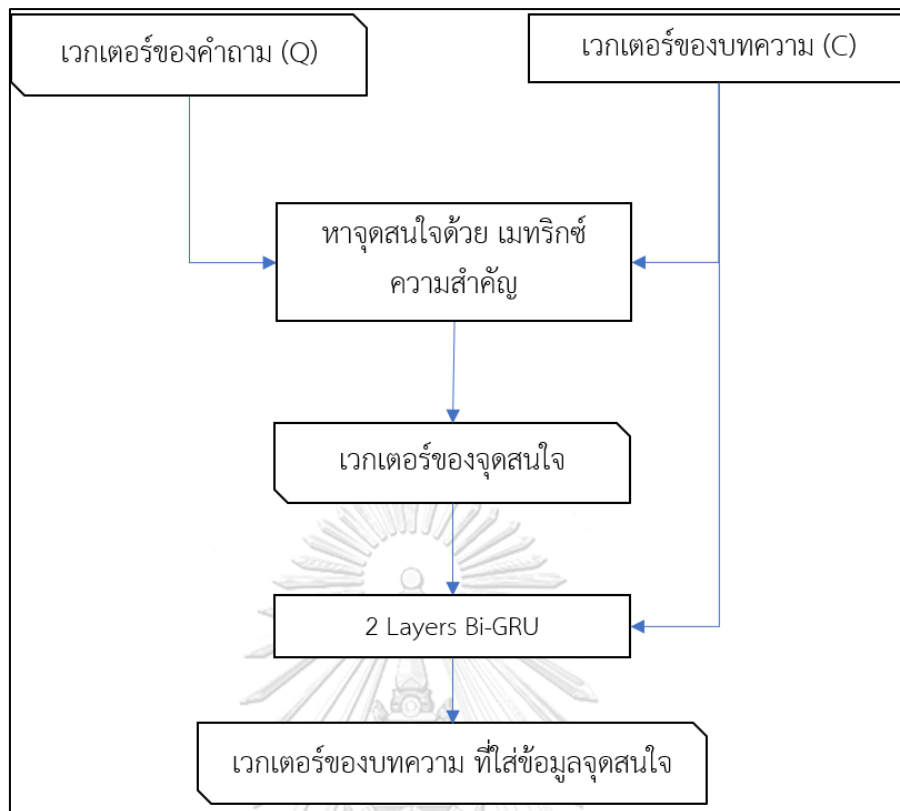 เวกเตอร์ของคำถาม (Q)
เวกเตอร์ของบทความ (C)
หาจุดสนใจด้วย เมทริกซ์
ความสำคัญ
เวกเตอร์ของจุดสนใจ
2 Layers Bi-GRU
เวกเตอร์ของบทความ ที่ใส่ข้อมูลจุดสนใจ